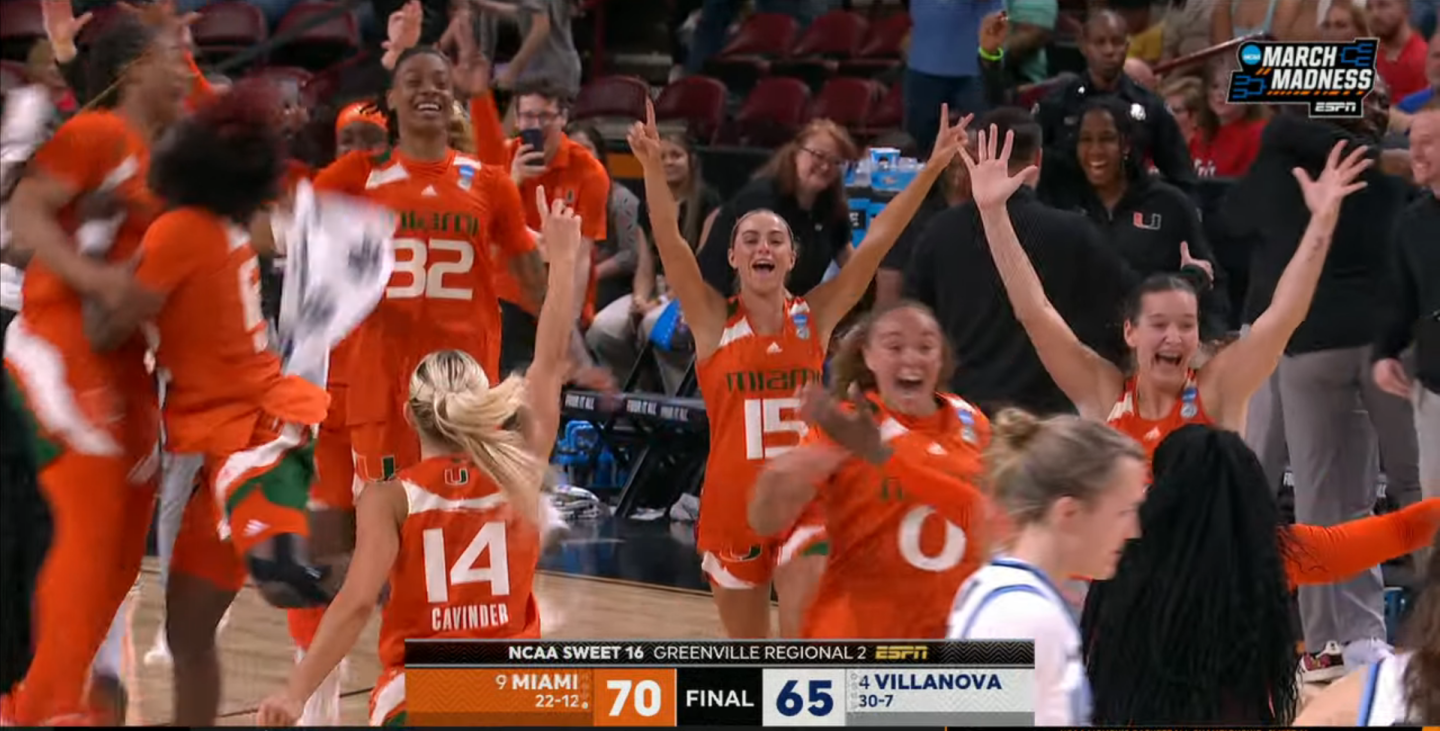 NCAA
MARCH
MADNESS
ESPN
MIAMI
32
MIAMI
15
0
U
14
CAVINDER
NCAA SWEET 16 GREENVILLE REGIONAL 2 ESPN
9 MIAMI 70 FINAL 65 4 VILLANOVA
22-12 30-7